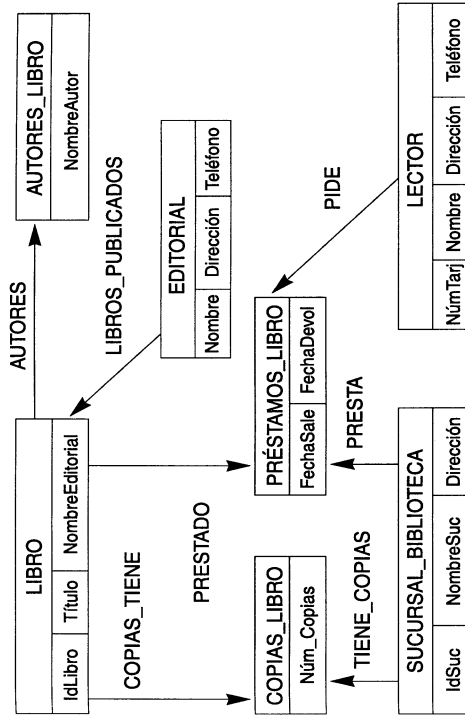 LIBRO
IdLibro Título NombreEditorial
AUTORES
AUTORES_LIBRO
NombreAutor
LIBROS_PUBLICADOS
EDITORIAL
Nombre Dirección Teléfono
COPIAS_TIENE
PRESTADO
COPIAS_LIBRO
Núm_Copias
PRÉSTAMOS_LIBRO
FechaSale FechaDevol
PIDE
TIENE_COPIAS
PRESTA
SUCURSAL_BIBLIOTECA
IdSuc NombreSuc Dirección
LECTOR
NúmTarj Nombre Dirección Teléfono